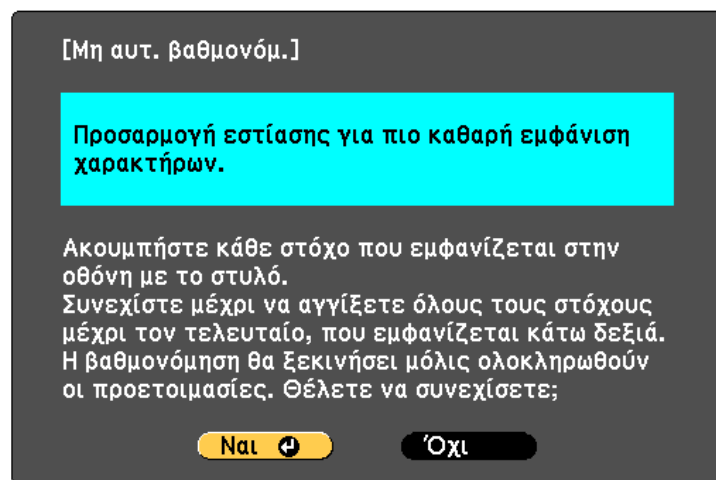 [Μη αυτ. βαθμονόμ.]
Προσαρμογή εστίασης για πιο καθαρή εμφάνιση
χαρακτήρων.
Ακουμπήστε κάθε στόχο που εμφανίζεται στην
οθόνη με το στυλό.
Συνεχίστε μέχρι να αγγίξετε όλους τους στόχους
μέχρι τον τελευταίο, που εμφανίζεται κάτω δεξιά.
Η βαθμονόμηση θα ξεκινήσει μόλις ολοκληρωθούν
οι προετοιμασίες. Θέλετε να συνεχίσετε;
Ναι Όχι